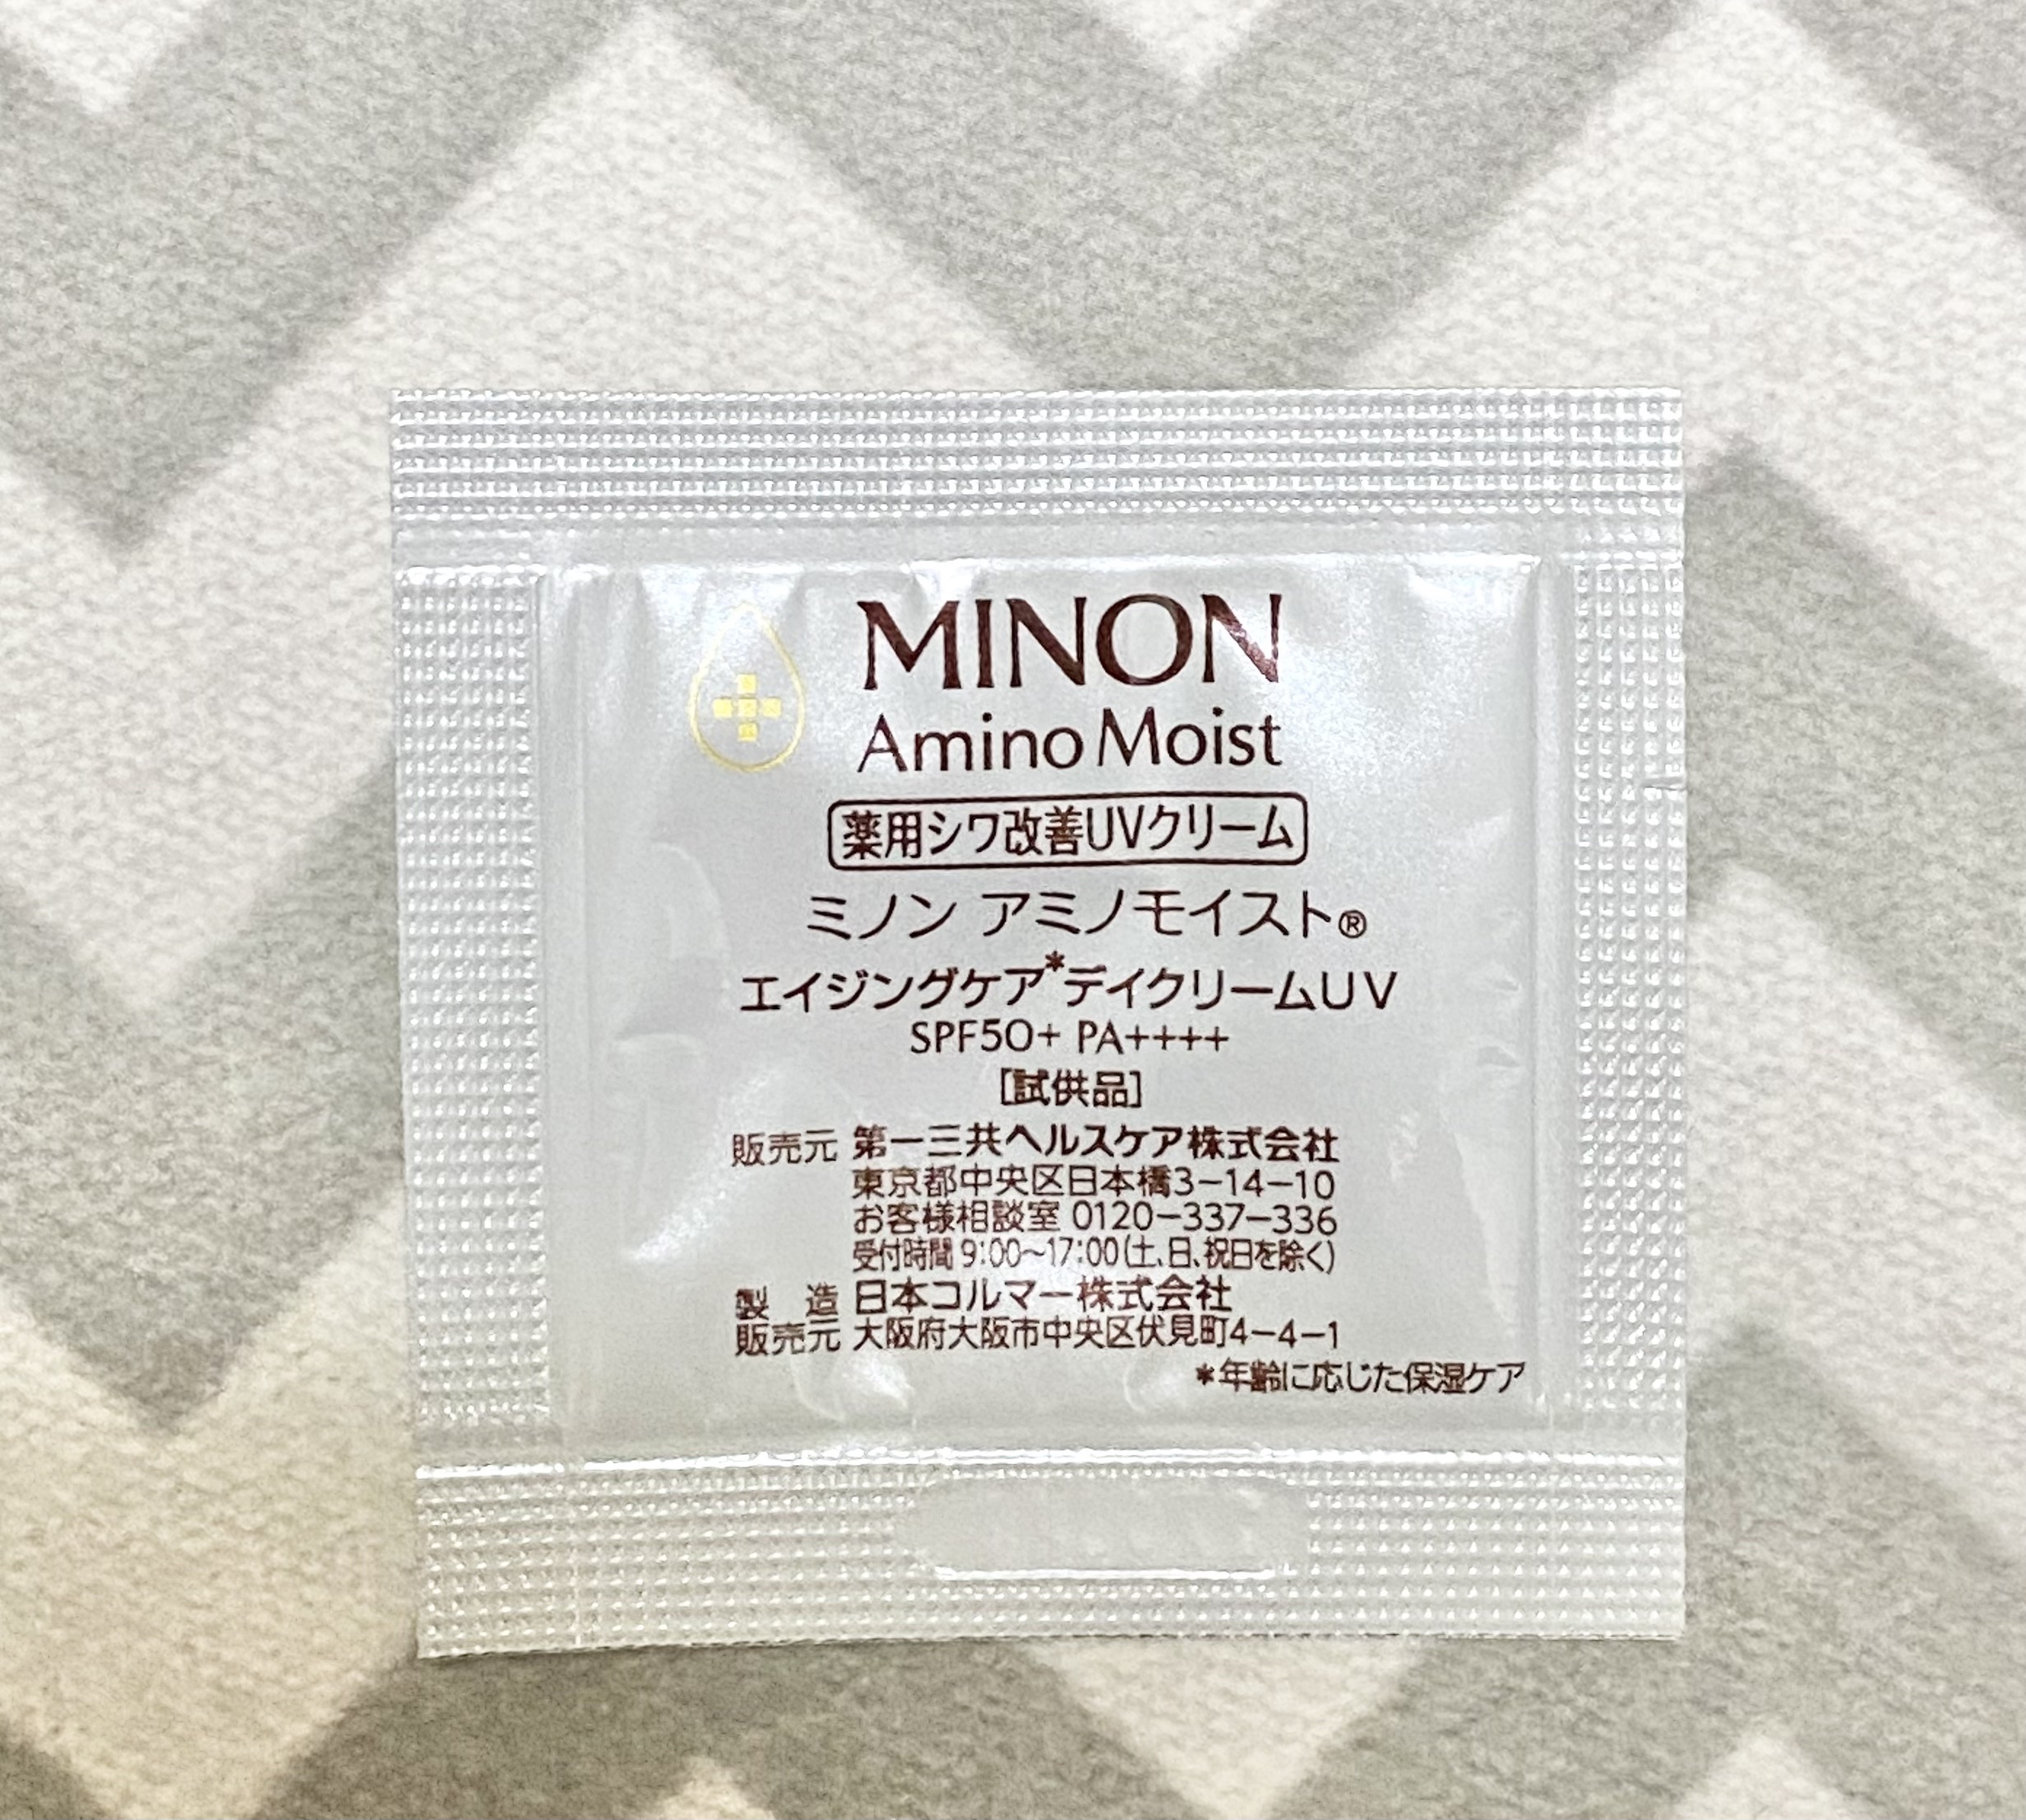 MINON
Amino Moist
薬用シワ改善UVクリーム
ミノン アミノモイスト®
エイジングケア*デイクリームUV
SPF50+ PA++++
[試供品]
販売元 第一三共ヘルスケア株式会社
東京都中央区日本橋3-14-10
お客様相談室 0120-337-336
受付時間 9:00~17:00(土、日、祝日を除く)
製 造 日本コルマー株式会社
販売元 大阪府大阪市中央区伏見町4-4-1
*年齢に応じた保湿ケア